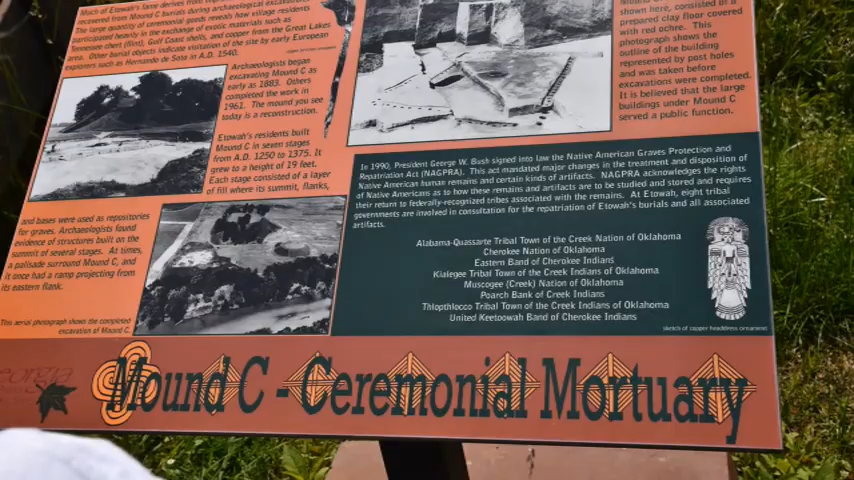 Much of Etowah's fame derives from
recovered from Mound C burials during archaeological excavations.
The large quantity of ceremonial goods reveals how village residents
participated heavily in the exchange of exotic materials such as
Tennessee chert (flint), Gulf Coast shells, and copper from the Great Lakes
area. Other burial objects indicate visitation of the site by early European
explorers such as Hernando de Soto in A.D. 1540.
Archaeologists began
excavating Mound C as
early as 1883. Others
completed the work in
1961. The mound you see
today is a reconstruction.
Etowah's residents built
Mound C in seven stages
from A.D. 1250 to 1375. It
grew to a height of 19 feet.
Each stage consisted of a layer
of fill where its summit, flanks,
and bases were used as repositories
for graves. Archaeologists found
evidence of structures built on the
summit of several stages. At times,
a palisade surround Mound C, and
it once had a ramp projecting from
its eastern flank.
This aerial photograph shows the completed
excavation of Mound C.
shown here, consisted of a
prepared clay floor covered
with red ochre. This
photograph shows the
outline of the building
represented by post holes
and was taken before
excavations were completed.
It is believed that the large
buildings under Mound C
served a public function.
In 1990, President George W. Bush signed into law the Native American Graves Protection and
Repatriation Act (NAGPRA). This act mandated major changes in the treatment and disposition of
Native American human remains and certain kinds of artifacts. NAGPRA acknowledges the rights
of Native Americans as to how these remains and artifacts are to be studied and stored and requires
their return to federally-recognized tribes associated with the remains. At Etowah, eight tribal
governments are involved in consultation for the repatriation of Etowah's burials and all associated
artifacts.
Alabama-Quassarte Tribal Town of the Creek Nation of Oklahoma
Cherokee Nation of Oklahoma
Eastern Band of Cherokee Indians
Kialegee Tribal Town of the Creek Indians of Oklahoma
Muscogee (Creek) Nation of Oklahoma
Poarch Band of Creek Indians
Thlopthlocco Tribal Town of the Creek Indians of Oklahoma
United Keetoowah Band of Cherokee Indians
sketch of copper headdress ornament
Mound C - Ceremonial Mortuary